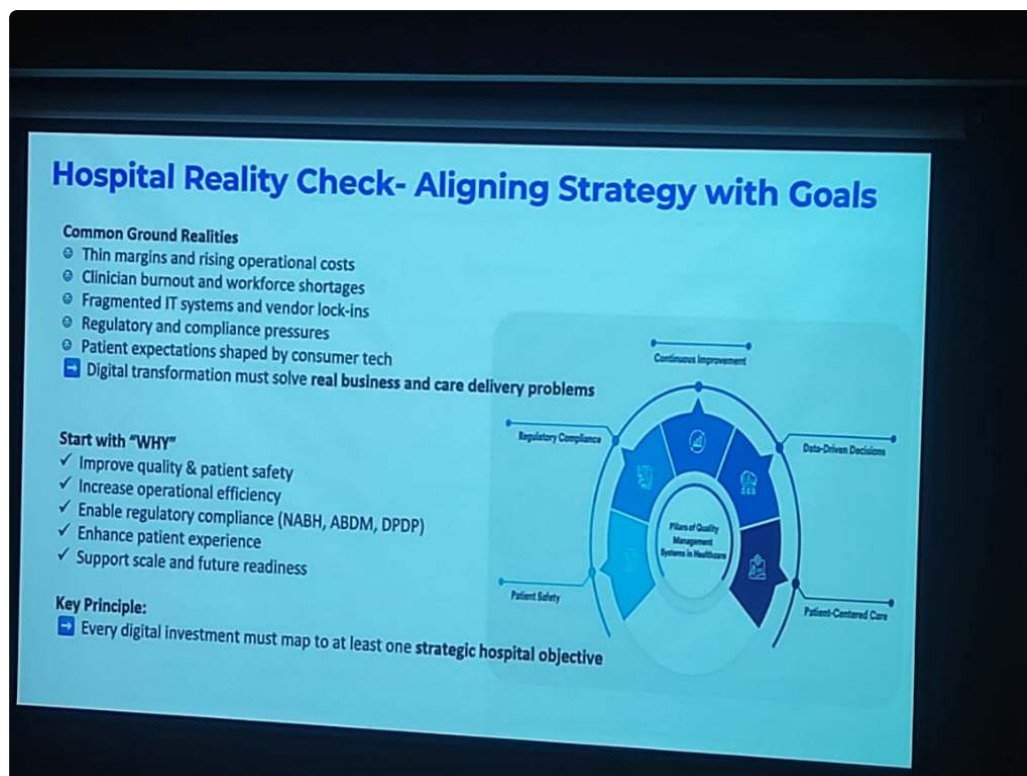 Hospital Reality Check- Aligning Strategy with Goals
Common Ground Realities
Thin margins and rising operational costs
Clinician burnout and workforce shortages
Fragmented IT systems and vendor lock-ins
Regulatory and compliance pressures
Patient expectations shaped by consumer tech
➡ Digital transformation must solve real business and care delivery problems
Start with "WHY"
✓ Improve quality & patient safety
✓ Increase operational efficiency
✓ Enable regulatory compliance (NABH, ABDM, DPDP)
✓ Enhance patient experience
✓ Support scale and future readiness
Key Principle:
➡ Every digital investment must map to at least one strategic hospital objective
Continuous Improvement
Regulatory Compliance
Data-Driven Decisions
Pillars of Quality
Management
Systems in Healthcare
Patient Safety
Patient-Centered Care